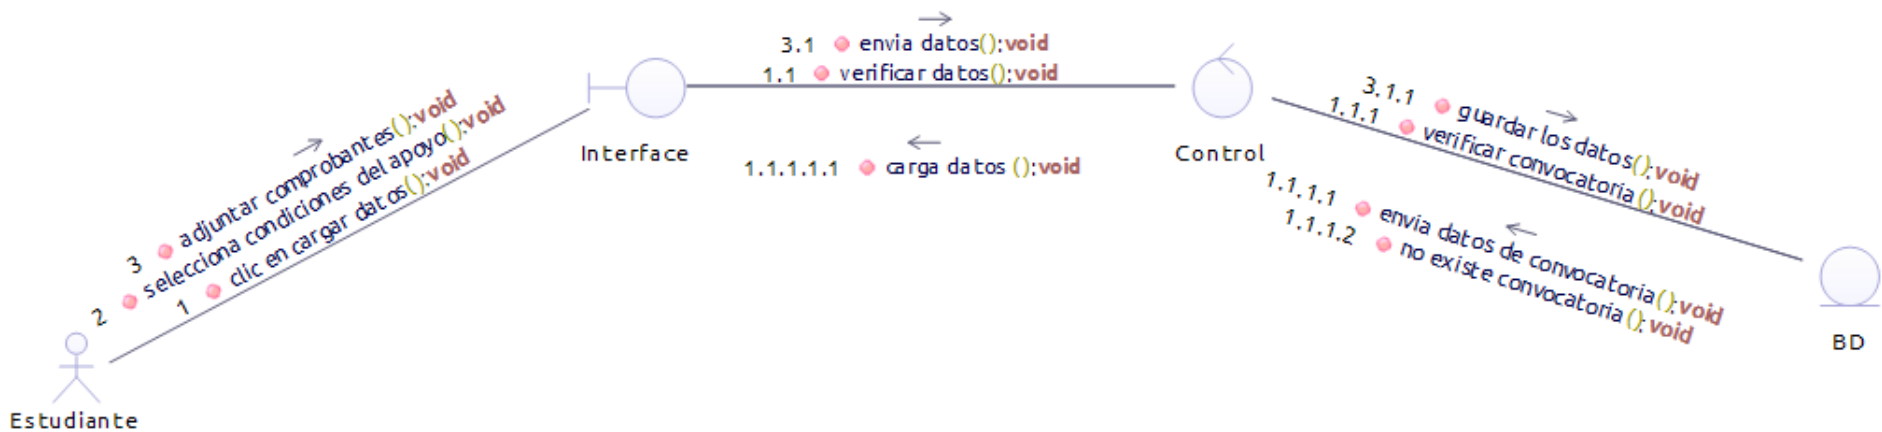 3.1 envia datos():void
1.1 verificar datos():void
Interface
1.1.1.1.1 carga datos ():void
Control
3 adjuntar comprobantes():void
2 selecciona condiciones del apoyo():void
1 clic en cargar datos():void
Estudiante
3.1.1 guardar los datos():void
1.1.1 verificar convocatoria():void
1.1.1.1 envia datos de convocatoria():void
1.1.1.2 no existe convocatoria():void
BD